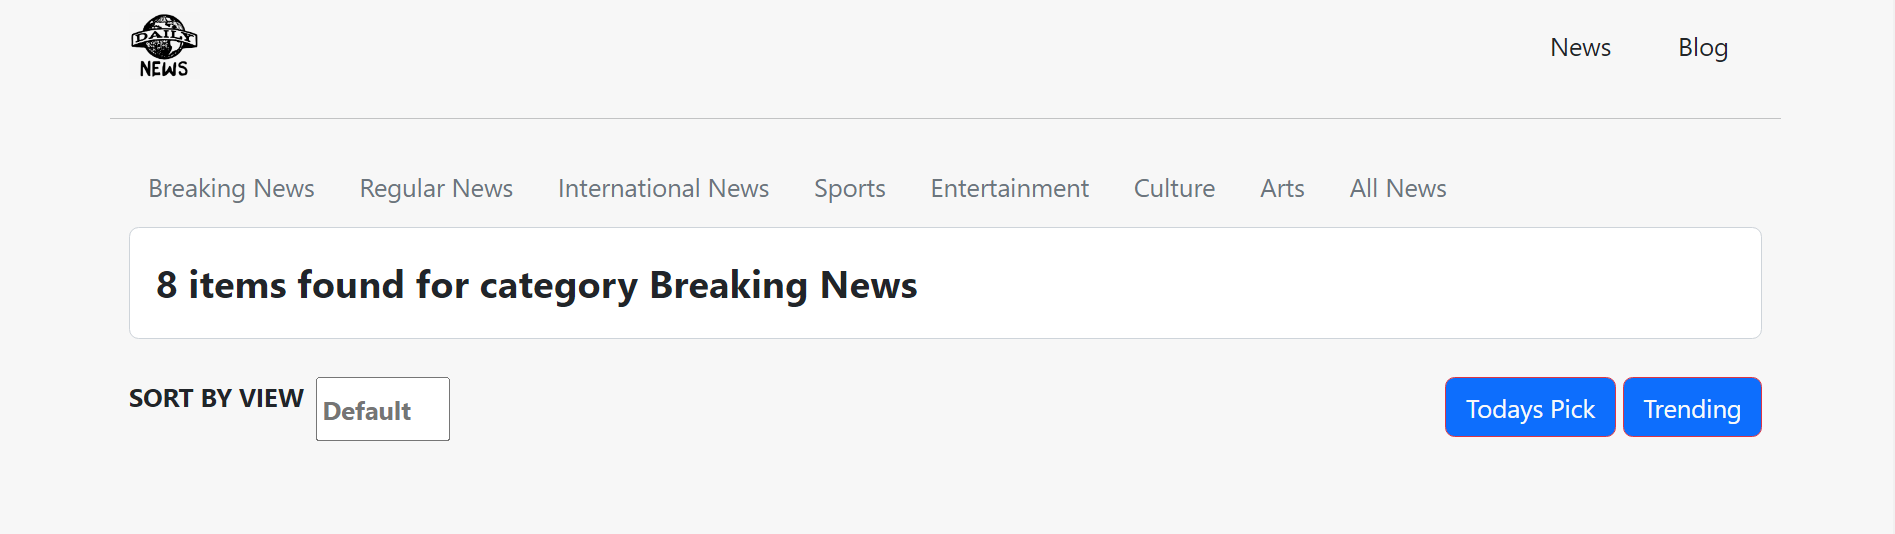 DAILY
NEWS
News Blog
Breaking News Regular News International News Sports Entertainment Culture Arts All News
8 items found for category Breaking News
SORT BY VIEW Default Todays Pick Trending